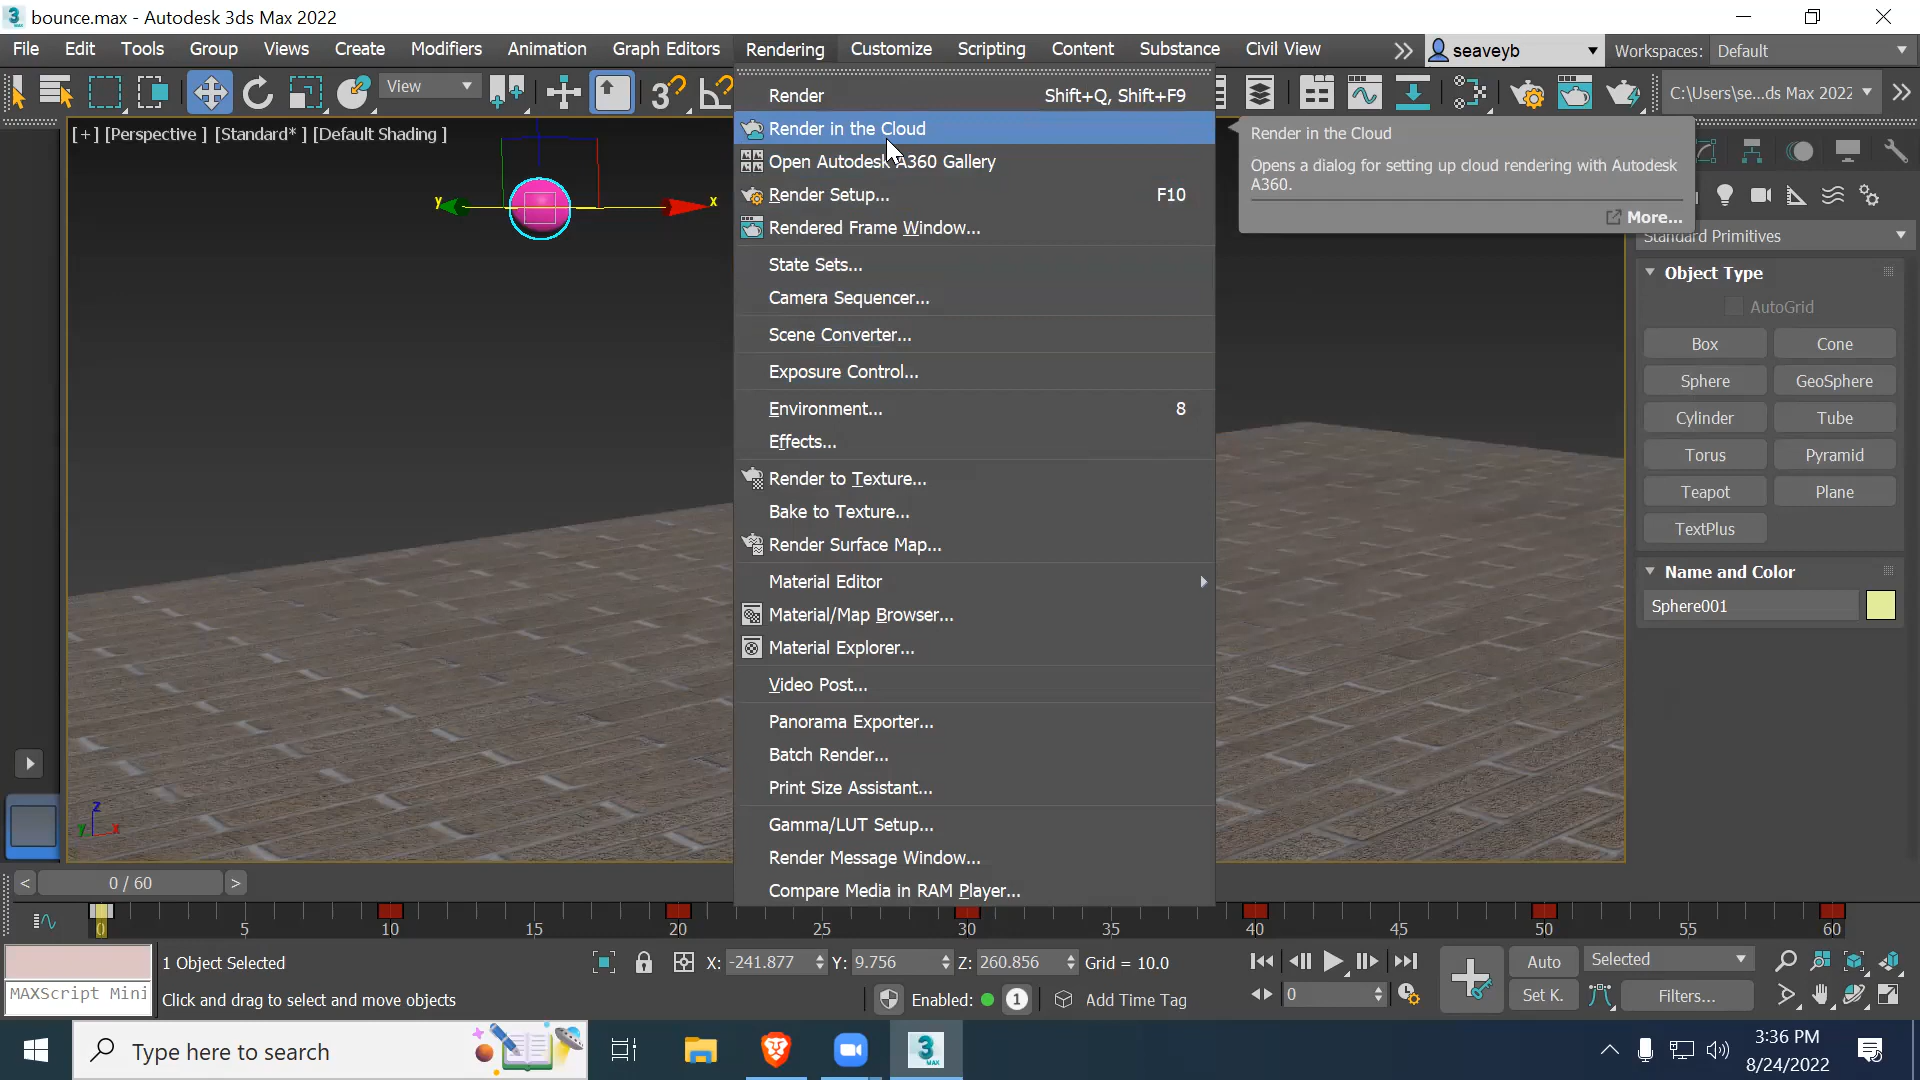 bounce.max - Autodesk 3ds Max 2022
File Edit Tools Group Views Create Modifiers Animation Graph Editors Rendering Customize Scripting Content Substance Civil View seaveyb Workspaces: Default
View 3 C:\Users\se...ds Max 2022
[+] [Perspective ] [Standard* ] [Default Shading ]
y x
Render Shift+Q, Shift+F9
Render in the Cloud
Open Autodesk A360 Gallery
Render Setup... F10
Rendered Frame Window...
State Sets...
Camera Sequencer...
Scene Converter...
Exposure Control...
Environment... 8
Effects...
Render to Texture...
Bake to Texture...
Render Surface Map...
Material Editor
Material/Map Browser...
Material Explorer...
Video Post...
Panorama Exporter...
Batch Render...
Print Size Assistant...
Gamma/LUT Setup...
Render Message Window...
Compare Media in RAM Player...
Render in the Cloud
Opens a dialog for setting up cloud rendering with Autodesk
A360.
More...
Standard Primitives
Object Type
AutoGrid
Box Cone
Sphere GeoSphere
Cylinder Tube
Torus Pyramid
Teapot Plane
TextPlus
Name and Color
Sphere001
z
y x
< 0 / 60 >
0 5 10 15 20 25 30 35 40 45 50 55 60
1 Object Selected X: -241.877 Y: 9.756 Z: 260.856 Grid = 10.0 Auto Selected
MAXScript Mini Click and drag to select and move objects Enabled: 1 Add Time Tag 0 Set K. Filters...
Type here to search
3
MAX
3:36 PM
8/24/2022